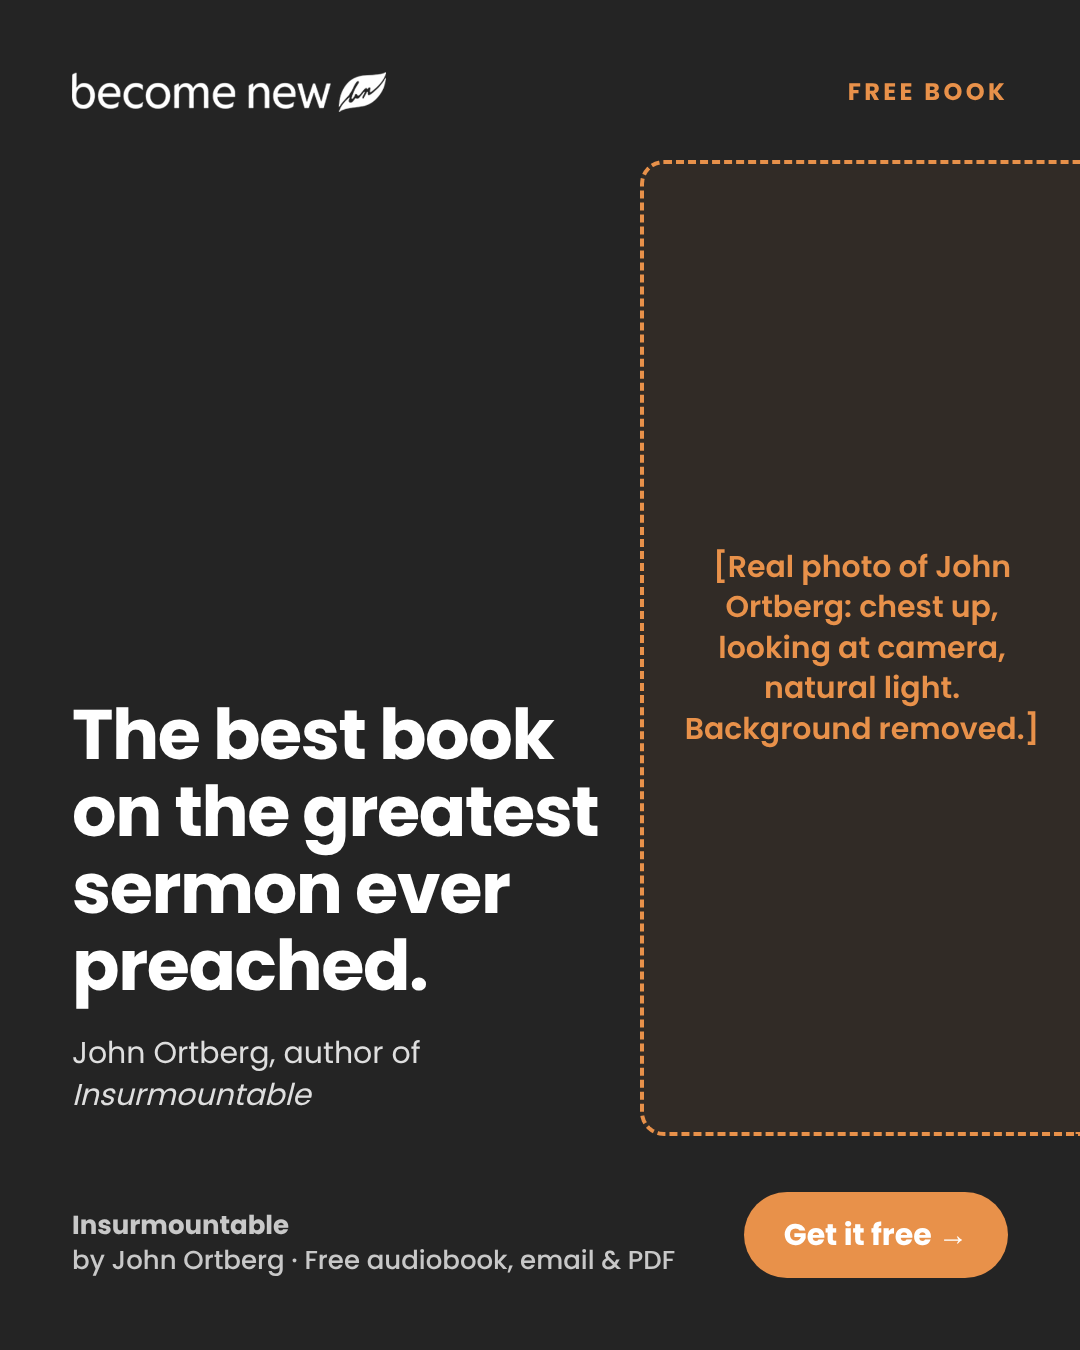 become new
FREE BOOK
[Real photo of John
Ortberg: chest up,
looking at camera,
natural light.
Background removed.]
The best book
on the greatest
sermon ever
preached.
John Ortberg, author of
Insurmountable
Insurmountable
by John Ortberg · Free audiobook, email & PDF
Get it free →